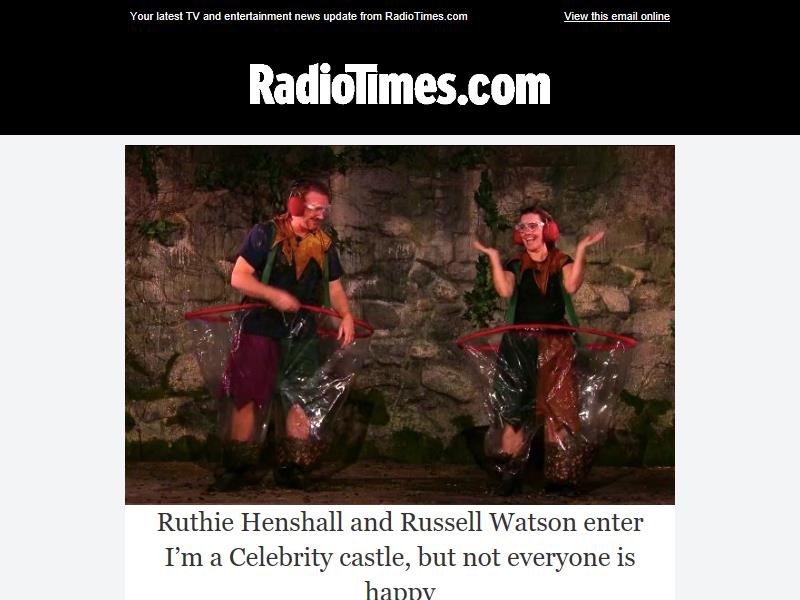 Your latest TV and entertainment news update from RadioTimes.com
View this email online
RadioTimes.com
Ruthie Henshall and Russell Watson enter
I’m a Celebrity castle, but not everyone is
happy